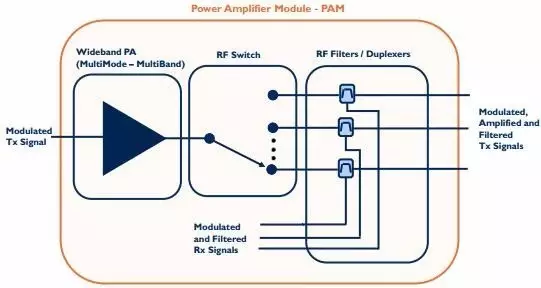 Power Amplifier Module - PAM
Wideband PA
(MultiMode – MultiBand)
RF Switch
RF Filters / Duplexers
Modulated
Tx Signal
Modulated,
Amplified and
Filtered
Tx Signals
Modulated
and Filtered
Rx Signals